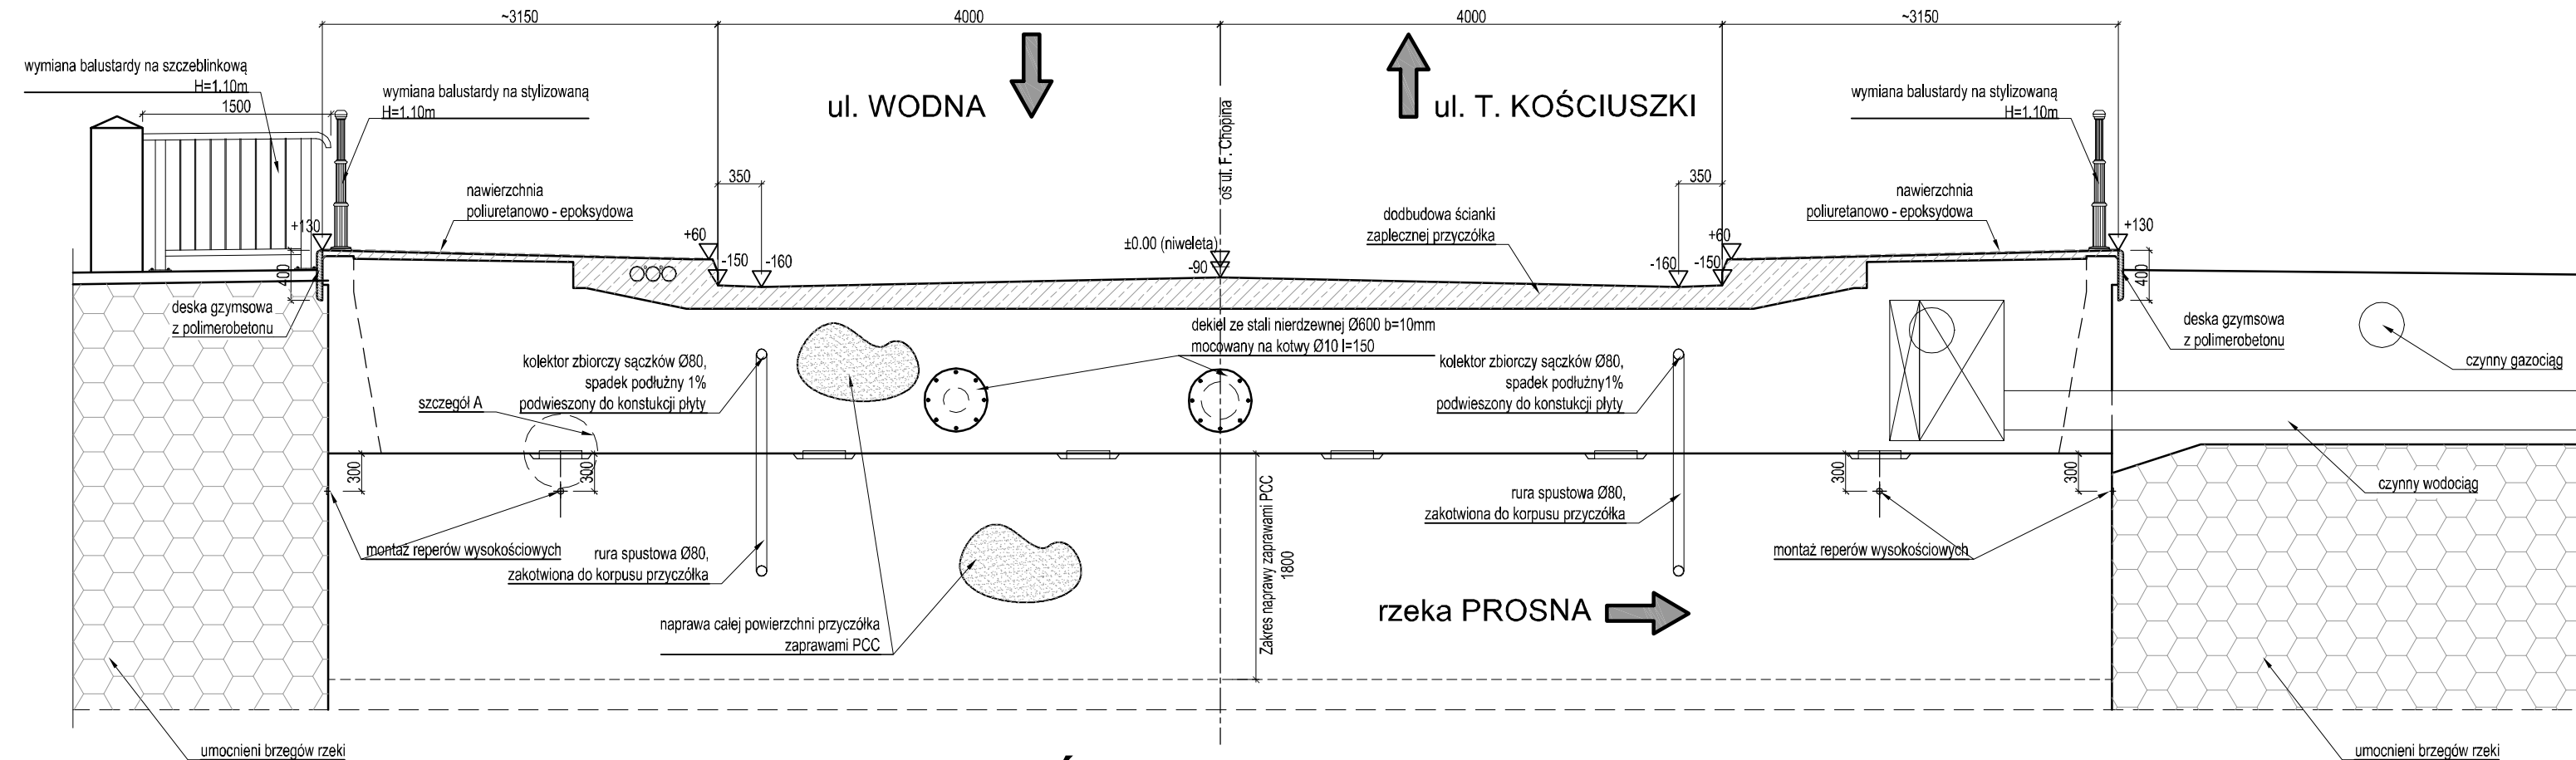 ~3150
4000
4000
~3150
wymiana balustardy na szczeblinkową
H=1.10m
1500
wymiana balustardy na stylizowaną
H=1.10m
ul. WODNA
oś ul. F. Chopina
ul. T. KOŚCIUSZKI
wymiana balustardy na stylizowaną
H=1.10m
350
350
nawierzchnia
poliuretanowo - epoksydowa
nawierzchnia
poliuretanowo - epoksydowa
dodbudowa ścianki
zaplecznej przyczółka
+130
+60
-150
-160
±0.00 (niweleta)
-90
-160
-150
+60
+130
400
400
deska gzymsowa
z polimerobetonu
deska gzymsowa
z polimerobetonu
dekiel ze stali nierdzewnej Ø600 b=10mm
mocowany na kotwy Ø10 l=150
kolektor zbiorczy sączków Ø80,
spadek podłużny 1%
podwieszony do konstukcji płyty
kolektor zbiorczy sączków Ø80,
spadek podłużny1%
podwieszony do konstukcji płyty
czynny gazociąg
szczegół A
300
300
300
300
czynny wodociąg
rura spustowa Ø80,
zakotwiona do korpusu przyczółka
montaż reperów wysokościowych
rura spustowa Ø80,
zakotwiona do korpusu przyczółka
montaż reperów wysokościowych
Zakres naprawy zaprawami PCC
1800
rzeka PROSNA
naprawa całej powierzchni przyczółka
zaprawami PCC
umocnieni brzegów rzeki
umocnieni brzegów rzeki